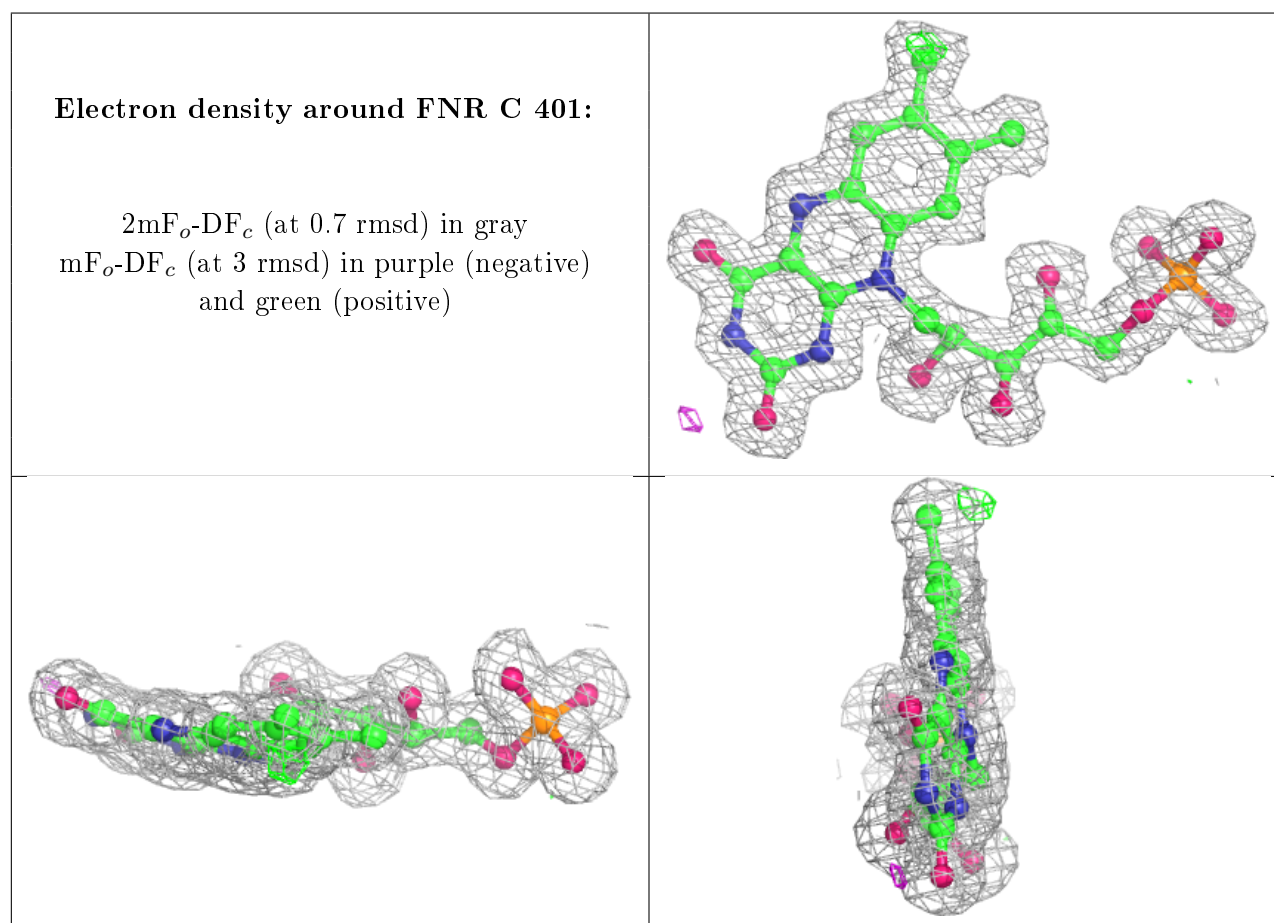 Electron density around FNR C 401:
2mFₒ-DF𝒸 (at 0.7 rmsd) in gray
mFₒ-DF𝒸 (at 3 rmsd) in purple (negative)
and green (positive)